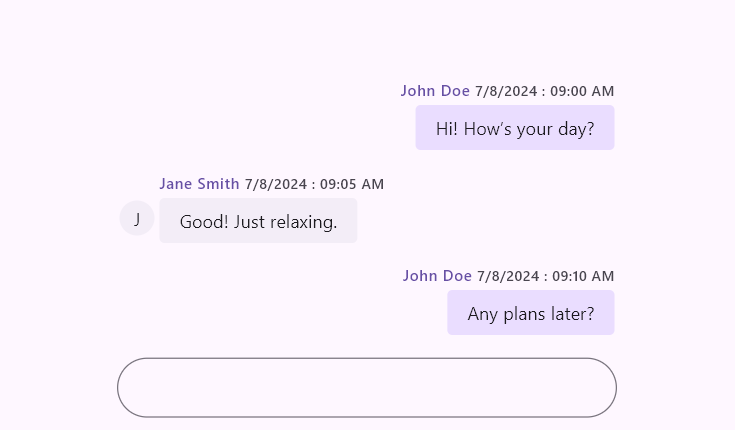 John Doe 7/8/2024 : 09:00 AM
Hi! How's your day?
Jane Smith 7/8/2024 : 09:05 AM
J
Good! Just relaxing.
John Doe 7/8/2024 : 09:10 AM
Any plans later?